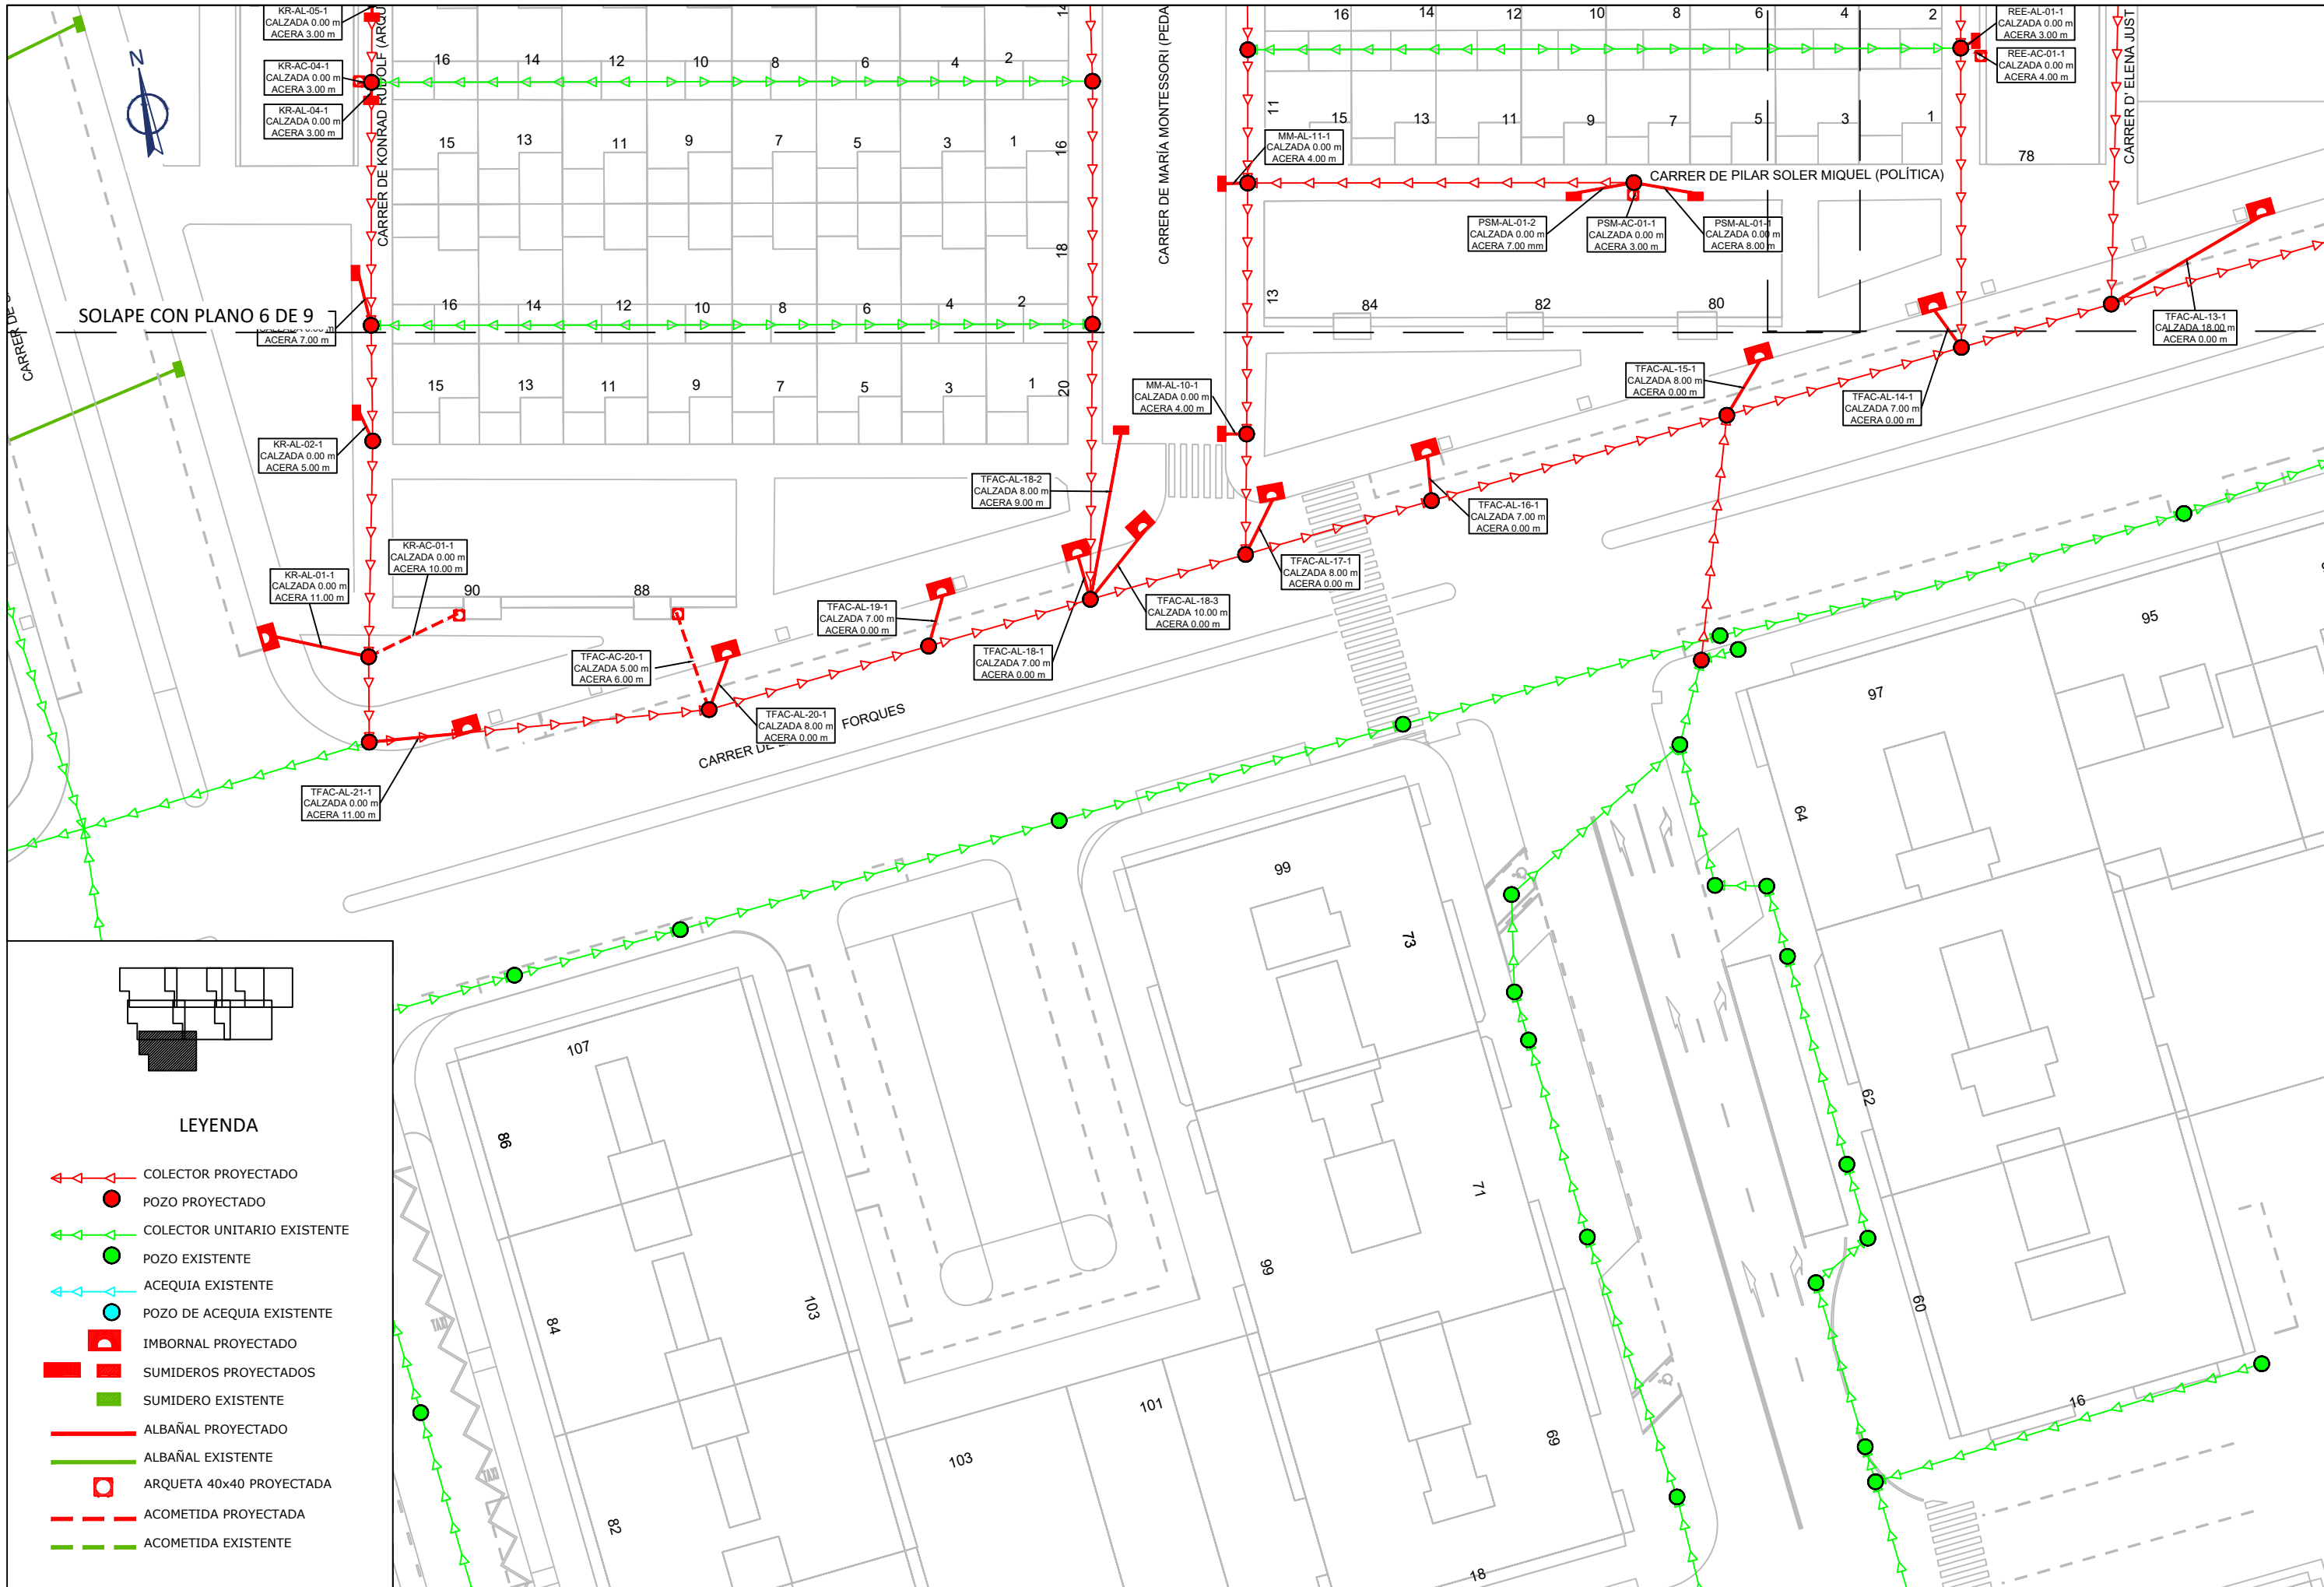 KR-AL-05-1
CALZADA 0.00 m
ACERA 3.00 m
KR-AC-04-1
CALZADA 0.00 m
ACERA 3.00 m
KR-AL-04-1
CALZADA 0.00 m
ACERA 3.00 m
N
CARRER DE KONRAD RUDOLF (ARQU
16
14
12
10
8
6
4
2
14
15
13
11
9
7
5
3
1
16
18
CARRER DE MARÍA MONTESSORI (PEDA
16
14
12
10
8
6
4
2
11
15
13
11
9
7
5
3
1
REE-AL-01-1
CALZADA 0.00 m
ACERA 3.00 m
REE-AC-01-1
CALZADA 0.00 m
ACERA 4.00 m
CARRER D' ELENA JUST
78
MM-AL-11-1
CALZADA 0.00 m
ACERA 4.00 m
CARRER DE PILAR SOLER MIQUEL (POLÍTICA)
PSM-AL-01-2
CALZADA 0.00 m
ACERA 7.00 mm
PSM-AC-01-1
CALZADA 0.00 m
ACERA 3.00 m
PSM-AL-01-1
CALZADA 0.00 m
ACERA 8.00 m
13
84
82
80
SOLAPE CON PLANO 6 DE 9
ACERA 7.00 m
16
14
12
10
8
6
4
2
15
13
11
9
7
5
3
1
20
TFAC-AL-13-1
CALZADA 18.00 m
ACERA 0.00 m
TFAC-AL-14-1
CALZADA 7.00 m
ACERA 0.00 m
TFAC-AL-15-1
CALZADA 8.00 m
ACERA 0.00 m
MM-AL-10-1
CALZADA 0.00 m
ACERA 4.00 m
KR-AL-02-1
CALZADA 0.00 m
ACERA 5.00 m
TFAC-AL-18-2
CALZADA 8.00 m
ACERA 9.00 m
TFAC-AL-16-1
CALZADA 7.00 m
ACERA 0.00 m
KR-AC-01-1
CALZADA 0.00 m
ACERA 10.00 m
KR-AL-01-1
CALZADA 0.00 m
ACERA 11.00 m
90
88
TFAC-AL-17-1
CALZADA 8.00 m
ACERA 0.00 m
TFAC-AL-18-3
CALZADA 10.00 m
ACERA 0.00 m
TFAC-AL-19-1
CALZADA 7.00 m
ACERA 0.00 m
TFAC-AL-18-1
CALZADA 7.00 m
ACERA 0.00 m
TFAC-AC-20-1
CALZADA 5.00 m
ACERA 6.00 m
TFAC-AL-20-1
CALZADA 8.00 m
ACERA 0.00 m
CARRER DE
FORQUES
TFAC-AL-21-1
CALZADA 0.00 m
ACERA 11.00 m
95
97
64
99
73
107
86
62
71
99
60
84
103
103
101
69
16
82
18
TAXI
TAXI
LEYENDA
COLECTOR PROYECTADO
POZO PROYECTADO
COLECTOR UNITARIO EXISTENTE
POZO EXISTENTE
ACEQUIA EXISTENTE
POZO DE ACEQUIA EXISTENTE
IMBORNAL PROYECTADO
SUMIDEROS PROYECTADOS
SUMIDERO EXISTENTE
ALBAÑAL PROYECTADO
ALBAÑAL EXISTENTE
ARQUETA 40x40 PROYECTADA
ACOMETIDA PROYECTADA
ACOMETIDA EXISTENTE